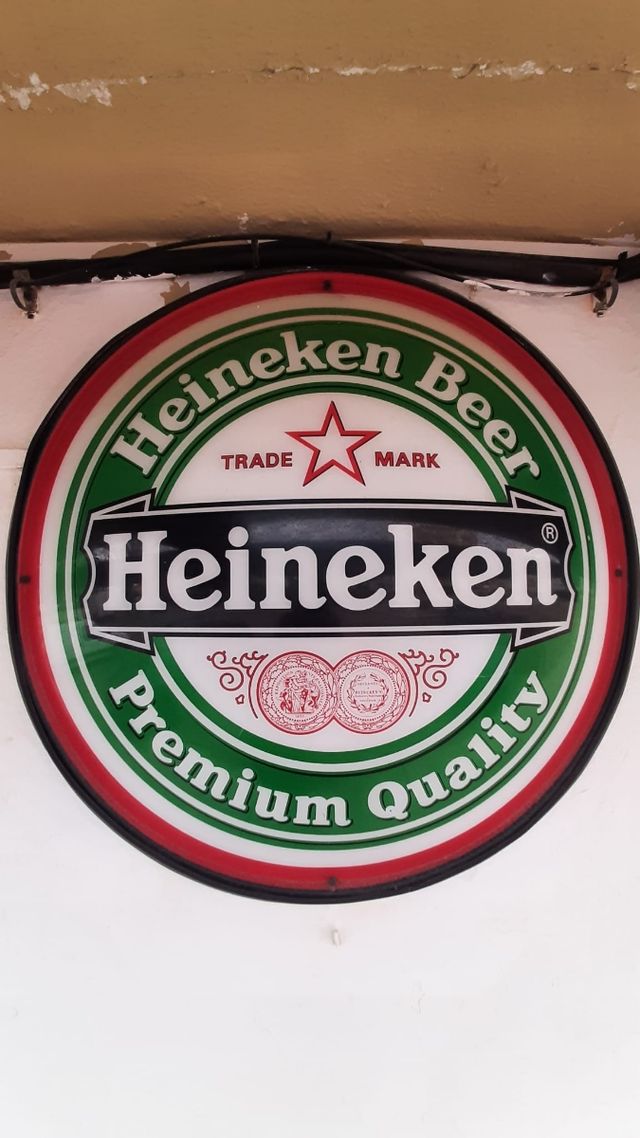 Heineken Beer
TRADE MARK
Heineken®
Premium Quality